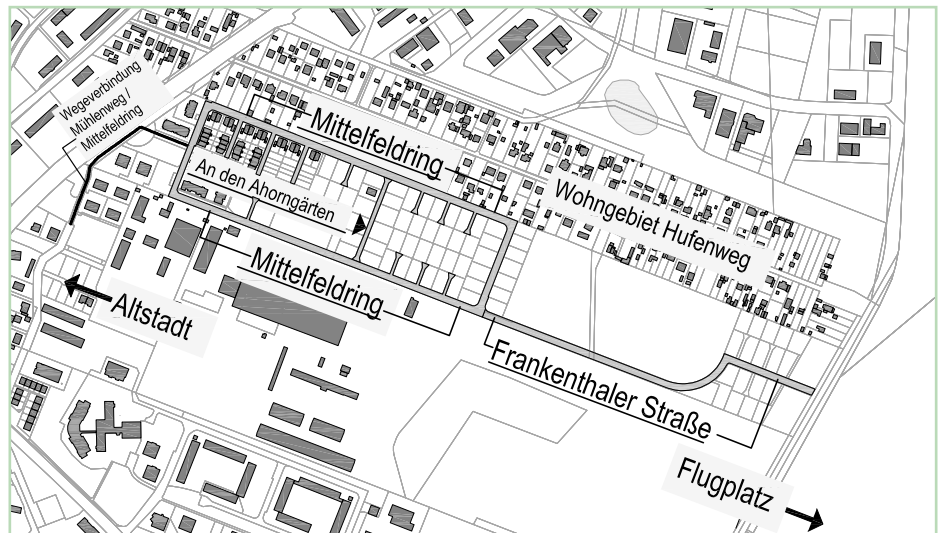 Wegeverbindung
Mühlenweg /
Mittelfeldring
Mittelfeldring
An den Ahorngärten
Wohngebiet Hufenweg
Mittelfeldring
Altstadt
Frankenthaler Straße
Flugplatz